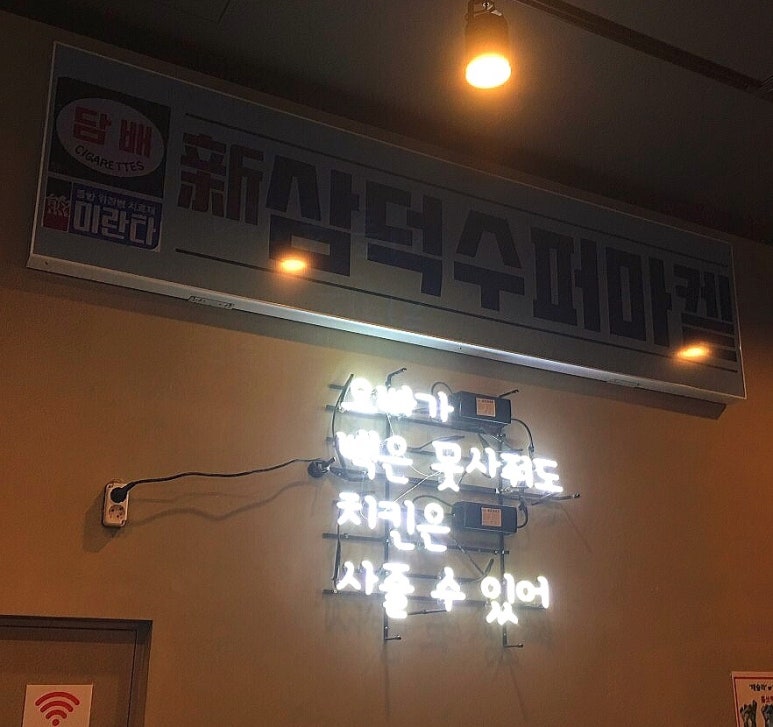 담배
CIGARETTES
미란타
新삼덕수퍼마켙
오빠가
백은 못사줘도
치킨은
사줄 수 있어